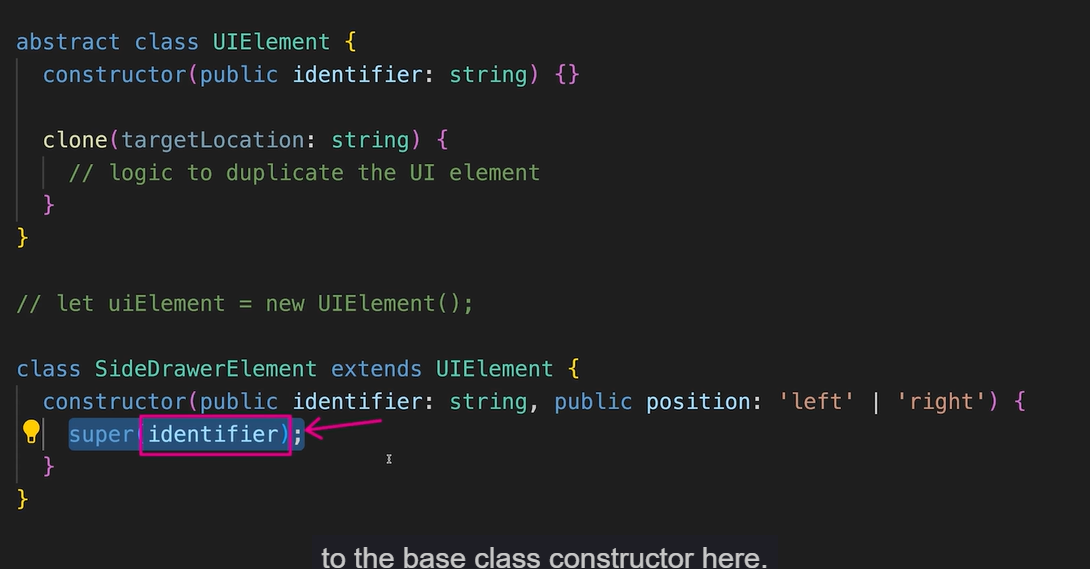 abstract class UIElement {
constructor(public identifier: string) {}
clone(targetLocation: string) {
// logic to duplicate the UI element
}
}
// let uiElement = new UIElement();
class SideDrawerElement extends UIElement {
constructor(public identifier: string, public position: 'left' | 'right') {
super(identifier);
}
}
to the base class constructor here.